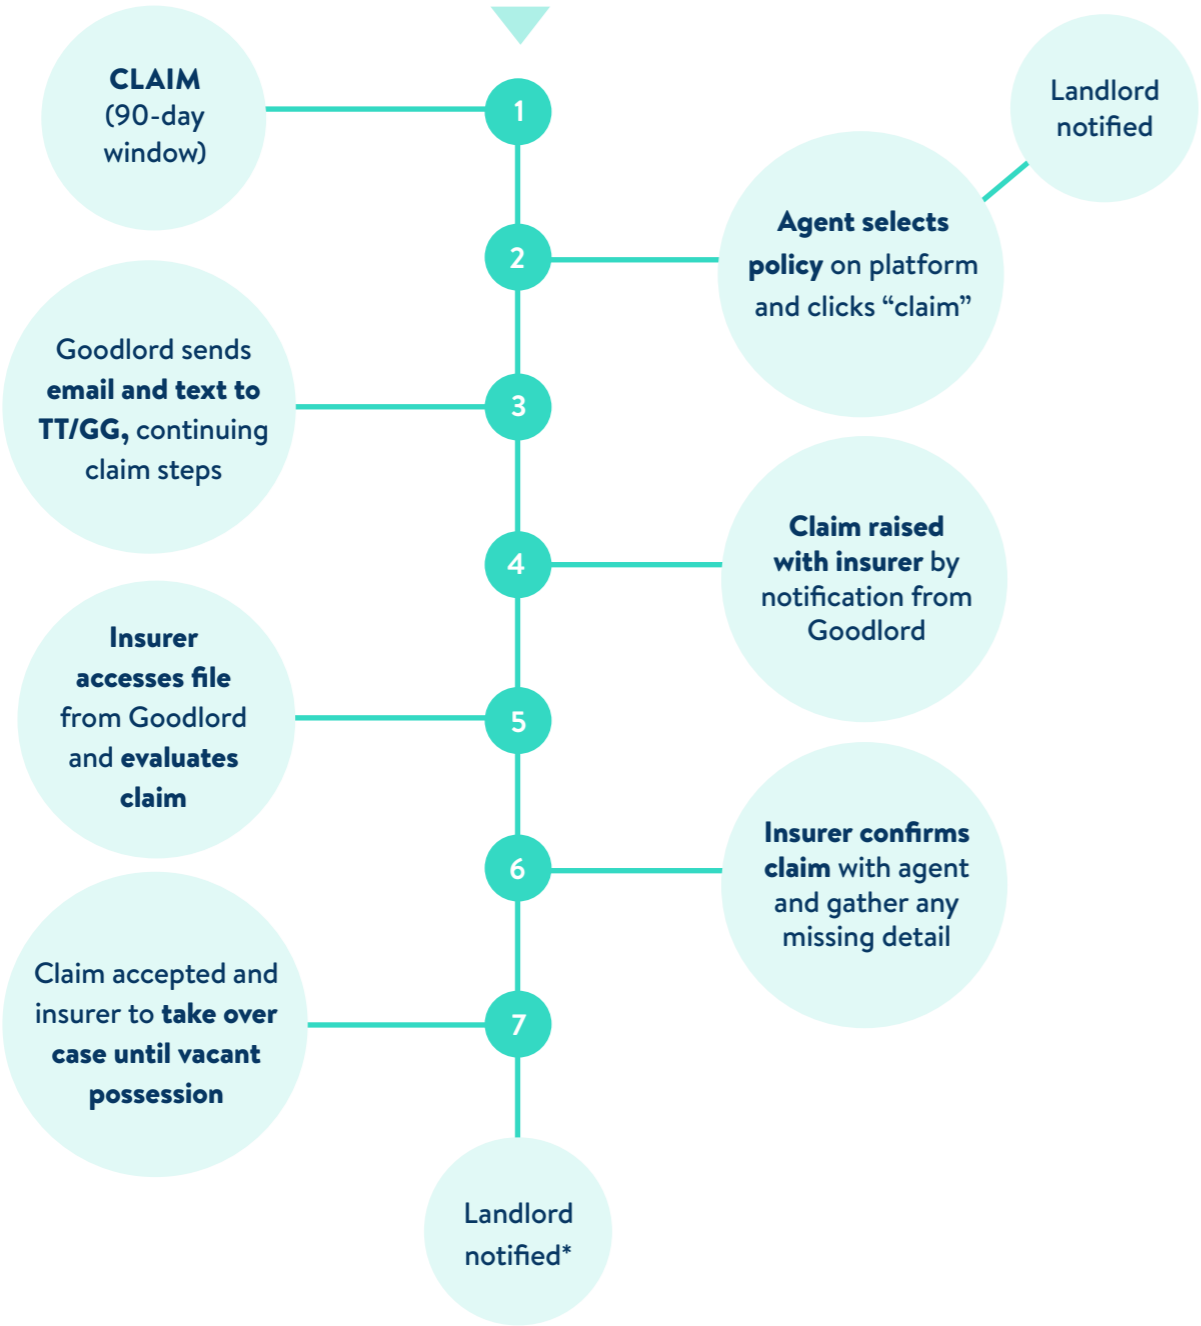 CLAIM
(90-day
window)
1
Landlord
notified
2
Agent selects
policy on platform
and clicks “claim”
Goodlord sends
email and text to
TT/GG, continuing
claim steps
3
4
Claim raised
with insurer by
notification from
Goodlord
Insurer
accesses file
from Goodlord
and evaluates
claim
5
6
Insurer confirms
claim with agent
and gather any
missing detail
Claim accepted and
insurer to take over
case until vacant
possession
7
Landlord
notified*